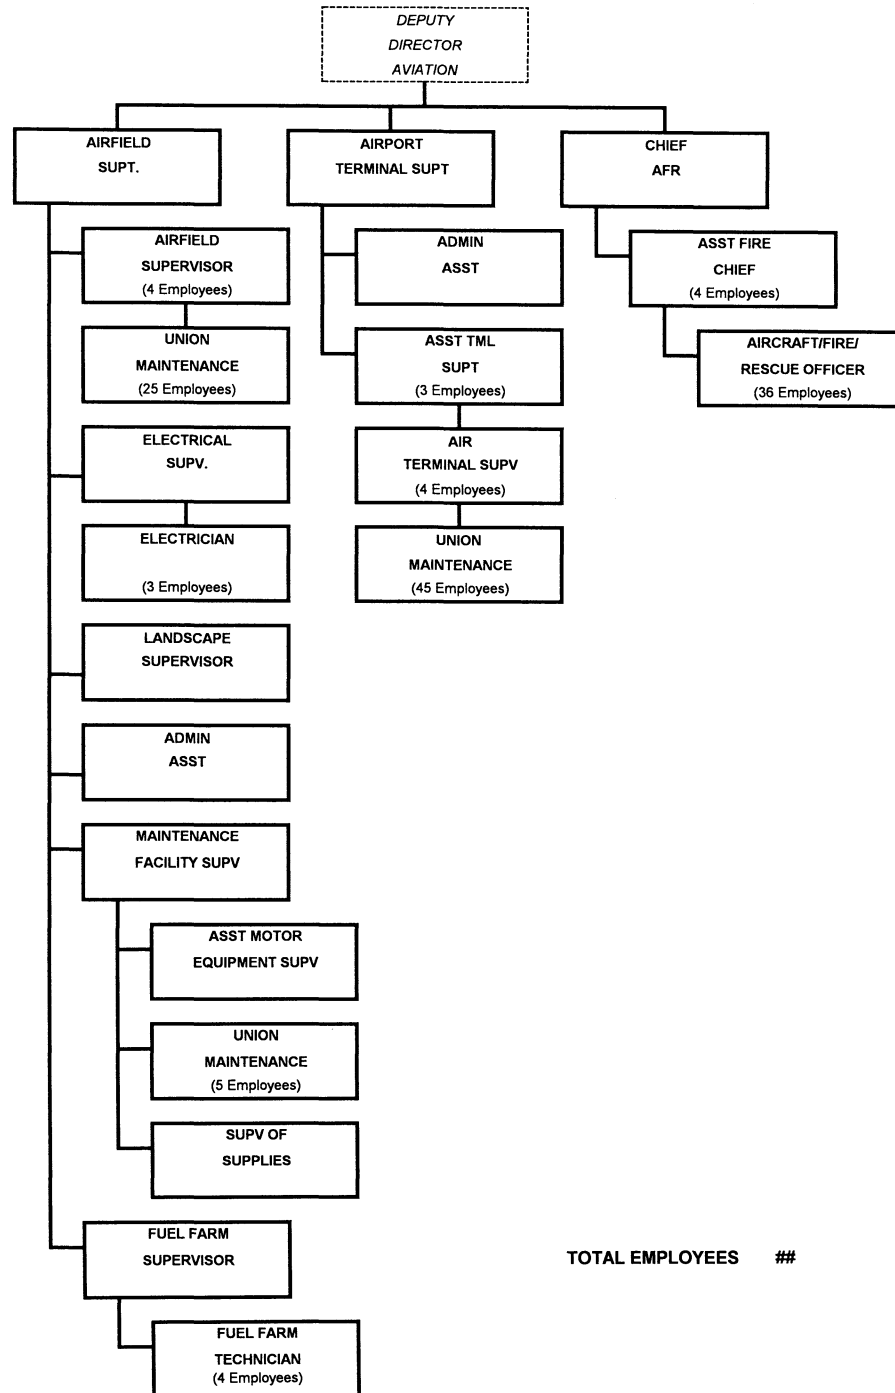 DEPUTY
DIRECTOR
AVIATION
AIRFIELD
SUPT.
AIRPORT
TERMINAL SUPT
CHIEF
AFR
AIRFIELD
SUPERVISOR
(4 Employees)
UNION
MAINTENANCE
(25 Employees)
ELECTRICAL
SUPV.
ELECTRICIAN
(3 Employees)
LANDSCAPE
SUPERVISOR
ADMIN
ASST
MAINTENANCE
FACILITY SUPV
ASST MOTOR
EQUIPMENT SUPV
UNION
MAINTENANCE
(5 Employees)
SUPV OF
SUPPLIES
FUEL FARM
SUPERVISOR
FUEL FARM
TECHNICIAN
(4 Employees)
ADMIN
ASST
ASST TML
SUPT
(3 Employees)
AIR
TERMINAL SUPV
(4 Employees)
UNION
MAINTENANCE
(45 Employees)
ASST FIRE
CHIEF
(4 Employees)
AIRCRAFT/FIRE/
RESCUE OFFICER
(36 Employees)
TOTAL EMPLOYEES ##